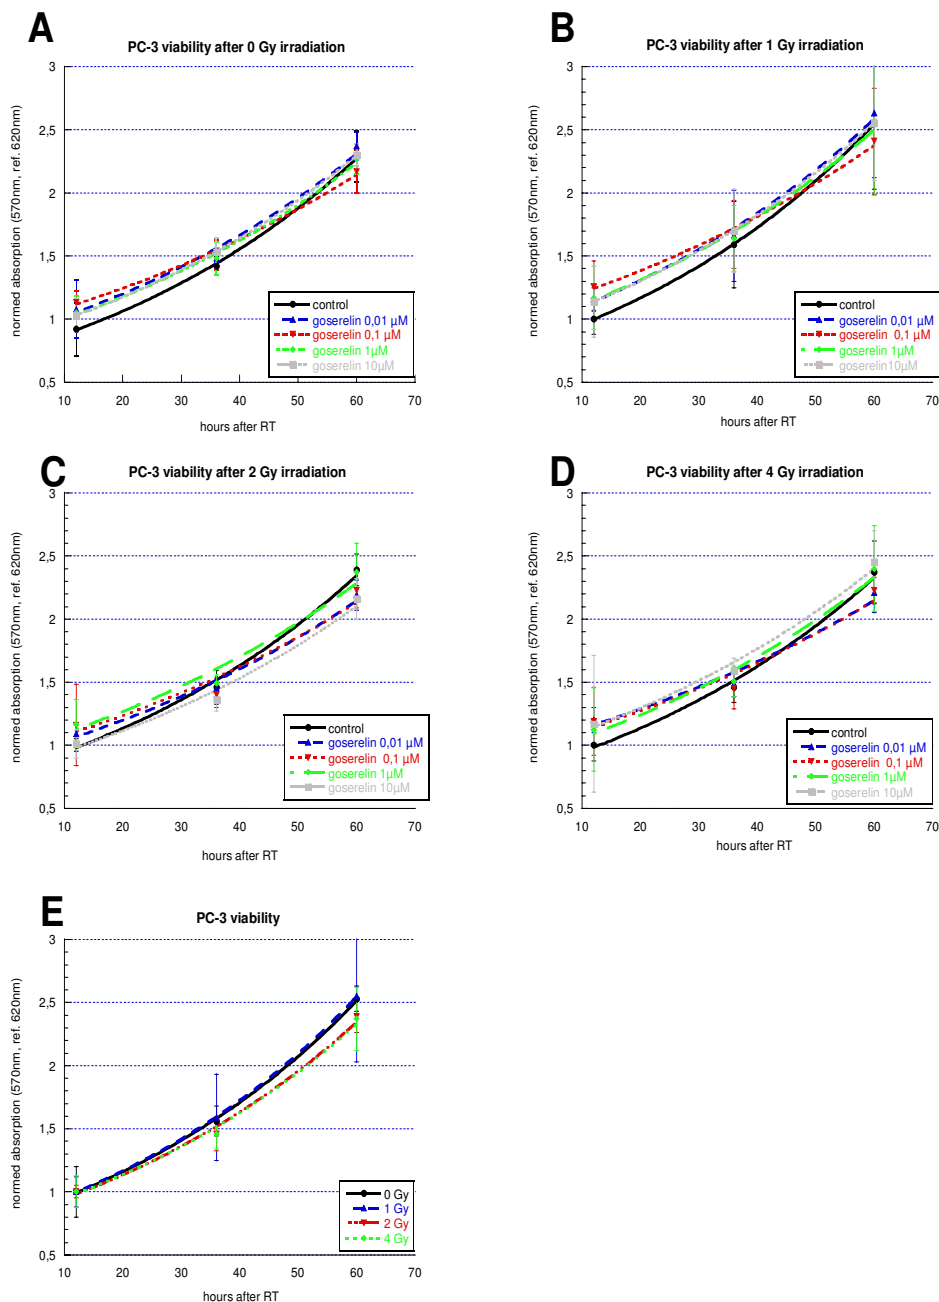 A
PC-3 viability after 0 Gy irradiation
normed absorption (570nm, ref. 620nm)
3
2,5
2
1,5
1
0,5
control
goserelin 0,01 µM
goserelin 0,1 µM
goserelin 1µM
goserelin 10µM
10 20 30 40 50 60 70
hours after RT
B
PC-3 viability after 1 Gy irradiation
normed absorption (570nm, ref. 620nm)
3
2,5
2
1,5
1
0,5
control
goserelin 0,01 µM
goserelin 0,1 µM
goserelin 1µM
goserelin10µM
10 20 30 40 50 60 70
hours after RT
C
PC-3 viability after 2 Gy irradiation
normed absorption (570nm, ref. 620nm)
3
2,5
2
1,5
1
0,5
control
goserelin 0,01 µM
goserelin 0,1 µM
goserelin 1µM
goserelin 10µM
10 20 30 40 50 60 70
hours after RT
D
PC-3 viability after 4 Gy irradiation
normed absorption (570nm, ref. 620nm)
3
2,5
2
1,5
1
0,5
control
goserelin 0,01 µM
goserelin 0,1 µM
goserelin 1µM
goserelin 10µM
10 20 30 40 50 60 70
hours after RT
E
PC-3 viability
normed absorption (570nm, ref. 620nm)
3
2,5
2
1,5
1
0,5
0 Gy
1 Gy
2 Gy
4 Gy
10 20 30 40 50 60 70
hours after RT